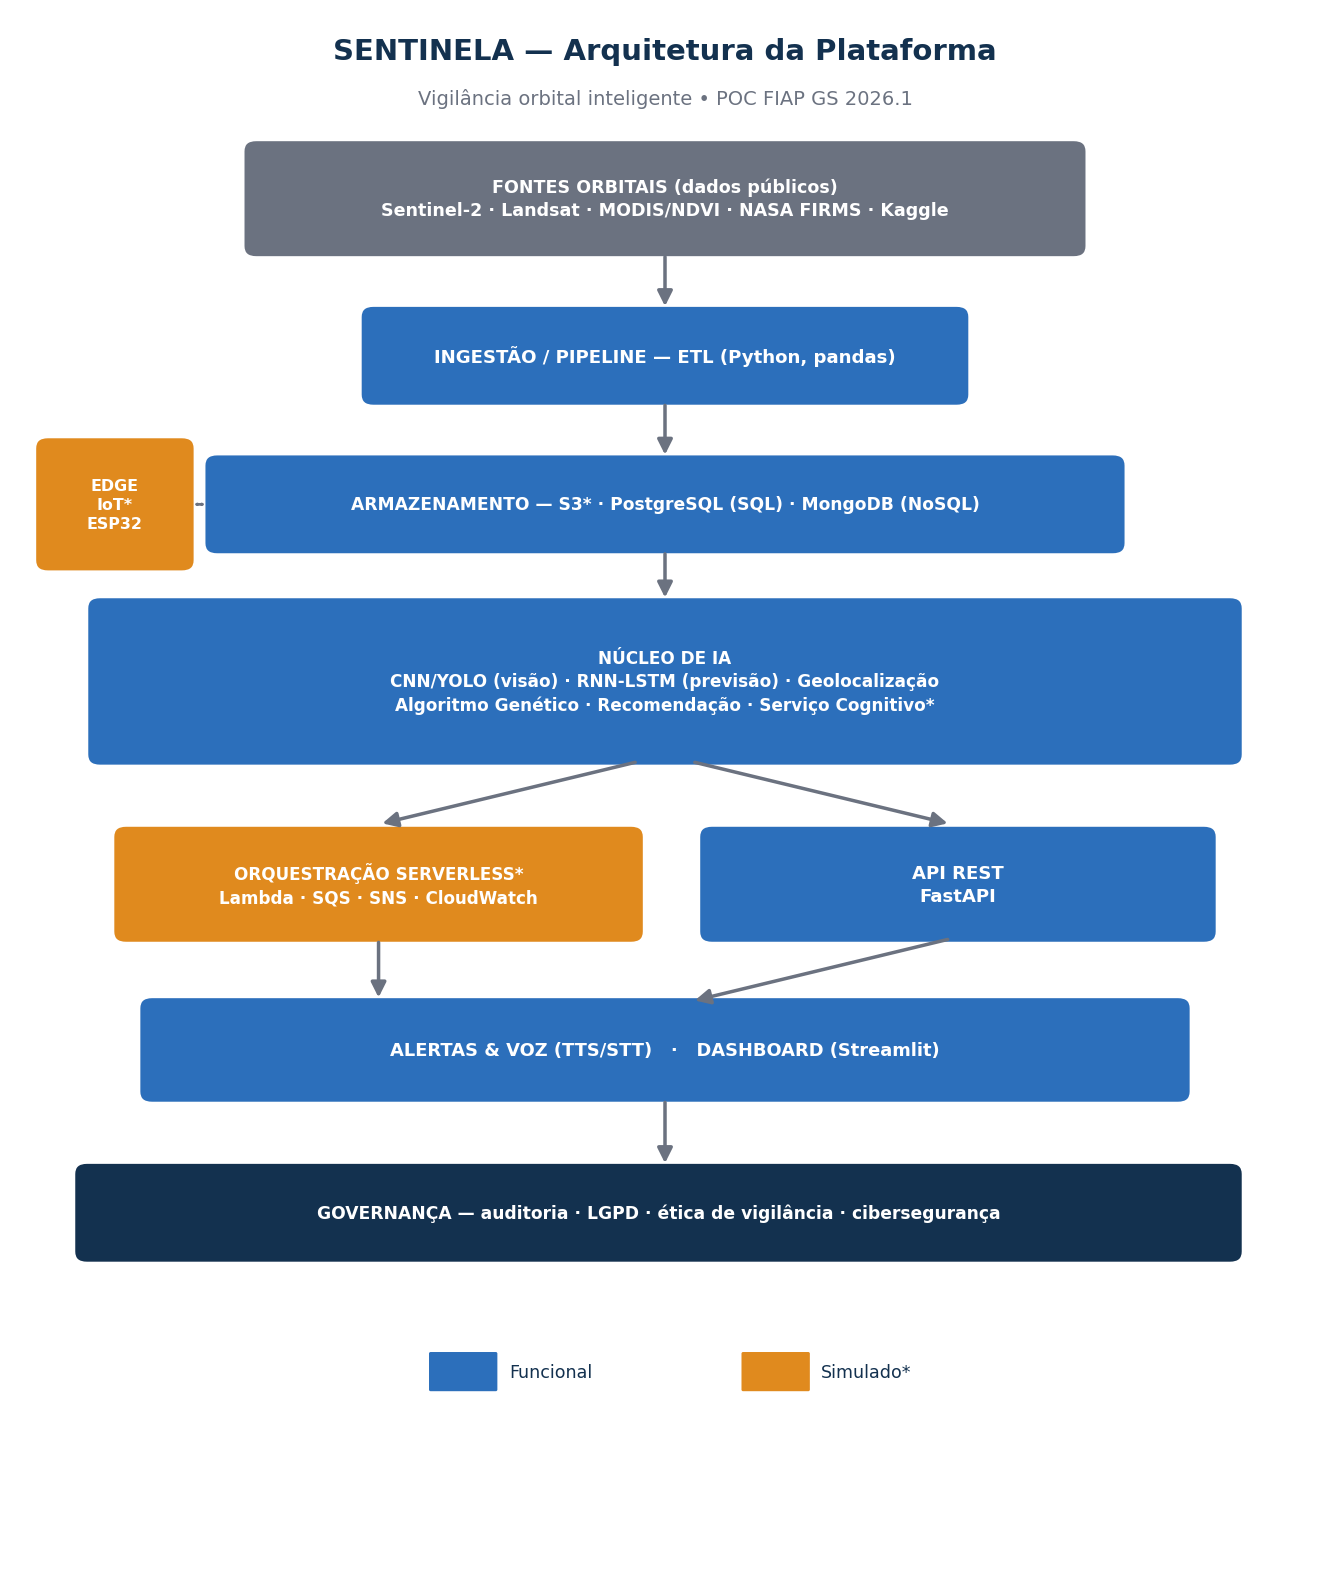 SENTINELA — Arquitetura da Plataforma
Vigilância orbital inteligente • POC FIAP GS 2026.1
FONTES ORBITAIS (dados públicos)
Sentinel-2 · Landsat · MODIS/NDVI · NASA FIRMS · Kaggle
INGESTÃO / PIPELINE — ETL (Python, pandas)
EDGE
IoT*
ESP32
ARMAZENAMENTO — S3* · PostgreSQL (SQL) · MongoDB (NoSQL)
NÚCLEO DE IA
CNN/YOLO (visão) · RNN-LSTM (previsão) · Geolocalização
Algoritmo Genético · Recomendação · Serviço Cognitivo*
ORQUESTRAÇÃO SERVERLESS*
Lambda · SQS · SNS · CloudWatch
API REST
FastAPI
ALERTAS & VOZ (TTS/STT) · DASHBOARD (Streamlit)
GOVERNANÇA — auditoria · LGPD · ética de vigilância · cibersegurança
Funcional
Simulado*